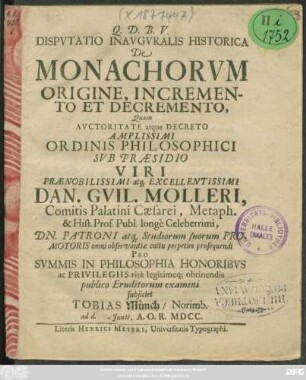 (X1871447)
Ni
1752
Q. D. B. V.
DISPVTATIO INAVGVRALIS HISTORICA
De
MONACHORVM
ORIGINE, INCREMEN-
TO ET DECREMENTO,
Quam
AVCTORITATE atque DECRETO
AMPLISSIMI
ORDINIS PHILOSOPHICI
SVB PRÆSIDIO
VIRI
PRÆNOBILISSIMI atq; EXCELLENTISSIMI
DAN. GVIL. MOLLERI,
Comitis Palatini Cæsarei, Metaph.
& Hist. Prof. Publ. longè Celeberrimi,
DN. PATRONI atq; Studiorum suorum PRO-
MOTORIS omni observantiæ cultu perpetim prosequendi
PRO
SVMMIS IN PHILOSOPHIA HONORIBVS
ac PRIVILEGIIS ritè legitimeq; obtinendis
publico Eruditorum examini
subjiciet
TOBIAS Münch / Norimb.
ad d. Junii, A. O. R. MDCC.
Literis HENRICI MEYERI, Universitatis Typographi.
HALLE
(SAALE)